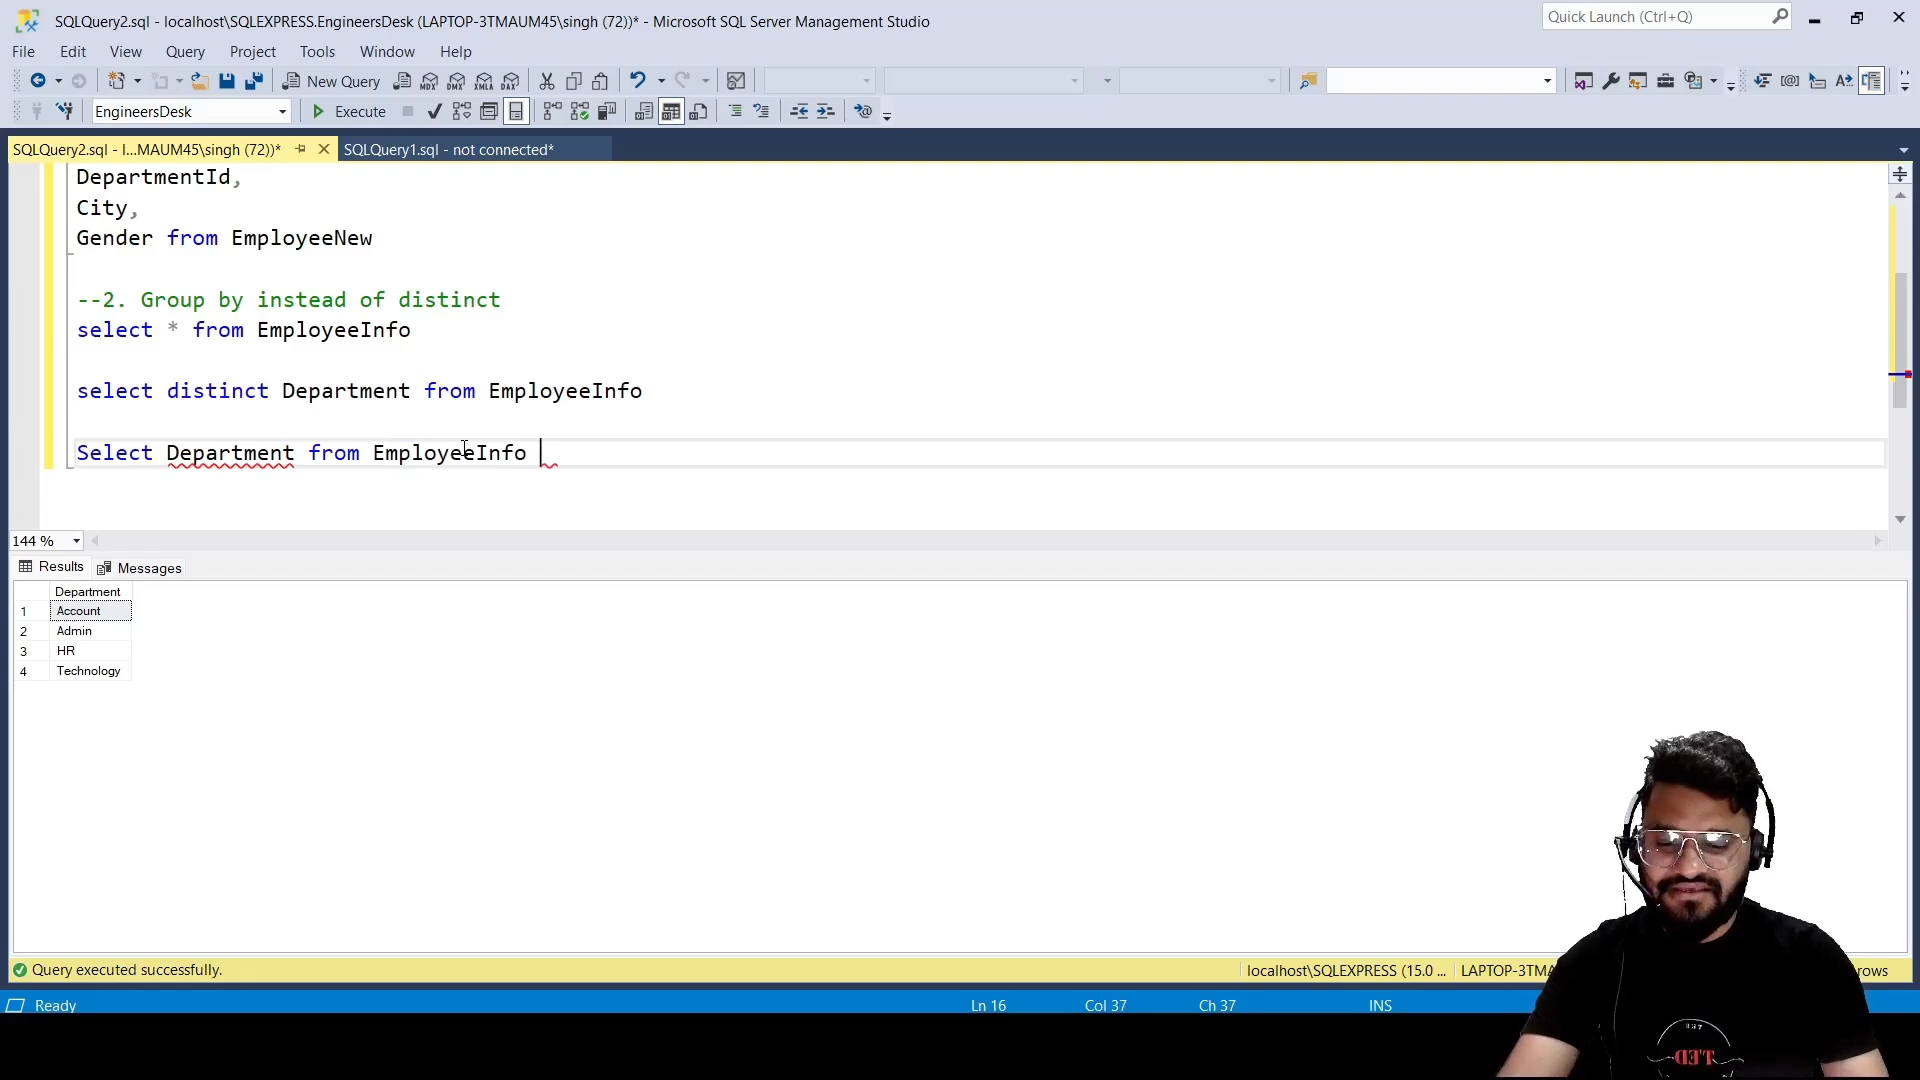 SQLQuery2.sql - localhost\SQLEXPRESS.EngineersDesk (LAPTOP-3TMAUM45\singh (72))* - Microsoft SQL Server Management Studio
Quick Launch (Ctrl+Q)
File Edit View Query Project Tools Window Help
New Query
EngineersDesk Execute
SQLQuery2.sql - l...MAUM45\singh (72))* SQLQuery1.sql - not connected*
DepartmentId,
City,
Gender from EmployeeNew
--2. Group by instead of distinct
select * from EmployeeInfo
select distinct Department from EmployeeInfo
Select Department from EmployeeInfo
144 %
Results Messages
Department
1 Account
2 Admin
3 HR
4 Technology
Query executed successfully. localhost\SQLEXPRESS (15.0 ... LAPTOP-3TMA rows
Ready Ln 16 Col 37 Ch 37 INS